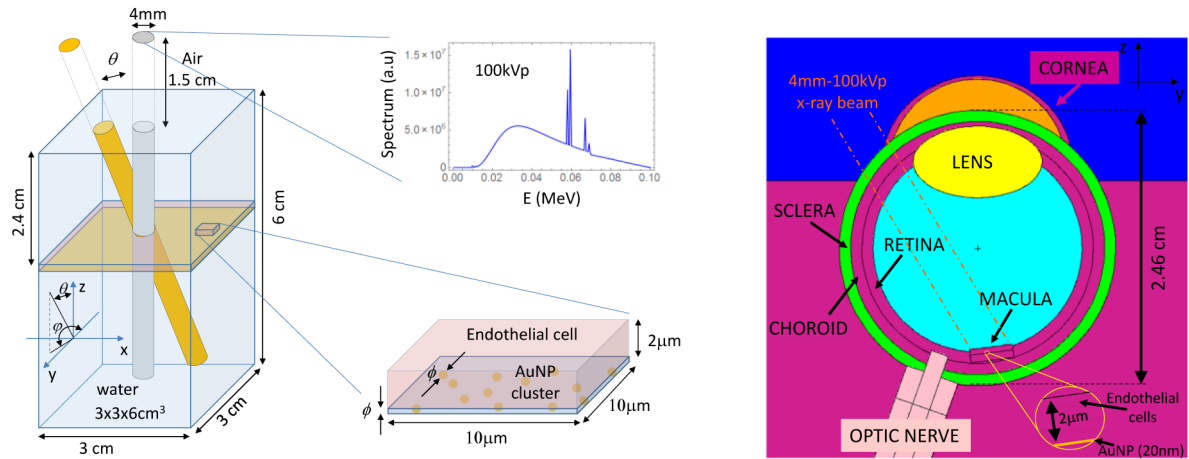 4mm
θ
Air
1.5 cm
2.4 cm
6 cm
θ
z
φ
x
y
water
3x3x6cm³
3 cm
3 cm
Spectrum (a.u)
1.5×10⁷
1.0×10⁷
5.0×10⁶
0
100kVp
0.00
0.02
0.04
0.06
0.08
0.10
E (MeV)
Endothelial cell
2μm
ϕ
AuNP
cluster
ϕ
10μm
10μm
z
y
CORNEA
4mm-100kVp
x-ray beam
LENS
SCLERA
RETINA
2.46 cm
MACULA
CHOROID
Endothelial
cells
2μm
OPTIC NERVE
AuNP (20nm)